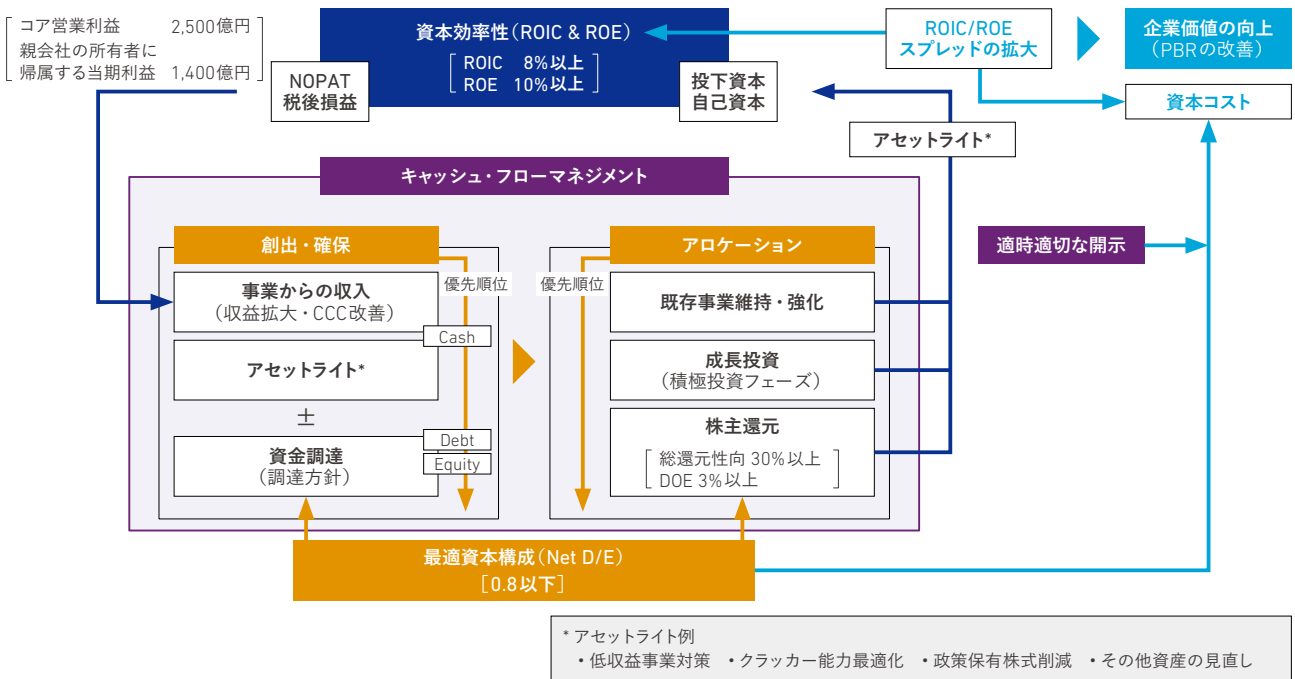 コア営業利益 2,500億円
親会社の所有者に
帰属する当期利益 1,400億円
資本効率性(ROIC & ROE)
ROIC 8%以上
ROE 10%以上
NOPAT
税後損益
投下資本
自己資本
ROIC/ROE
スプレッドの拡大
企業価値の向上
(PBRの改善)
資本コスト
アセットライト*
キャッシュ・フローマネジメント
創出・確保
優先順位
事業からの収入
(収益拡大・CCC改善)
Cash
アセットライト*
±
資金調達
(調達方針)
Debt
Equity
アロケーション
優先順位
既存事業維持・強化
成長投資
(積極投資フェーズ)
株主還元
総還元性向 30%以上
DOE 3%以上
適時適切な開示
最適資本構成(Net D/E)
[0.8以下]
* アセットライト例
・低収益事業対策 ・クラッカー能力最適化 ・政策保有株式削減 ・その他資産の見直し